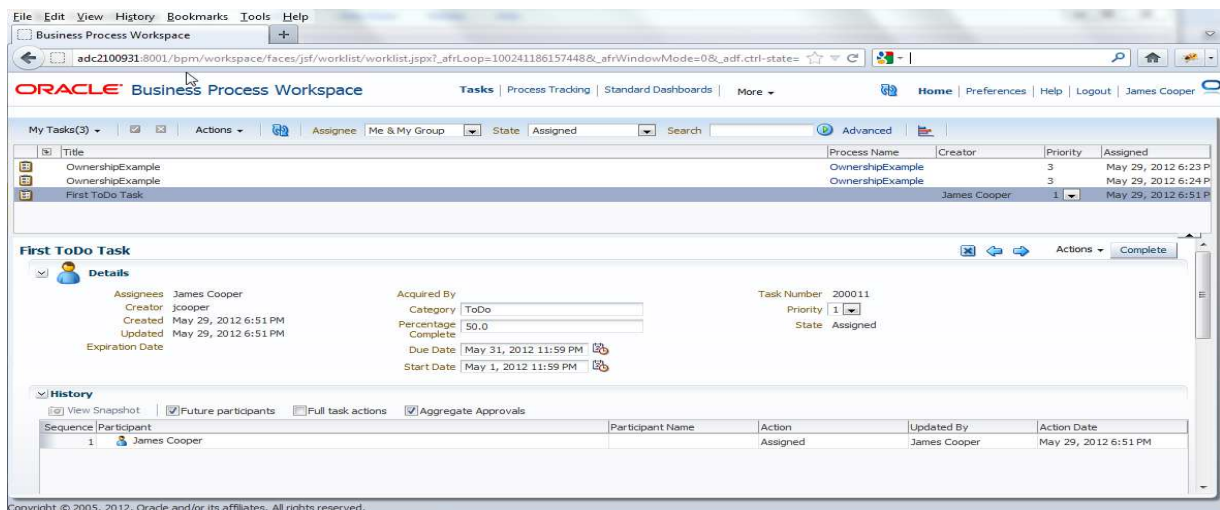 File Edit View History Bookmarks Tools Help
Business Process Workspace +
adc2100931:8001/bpm/workspace/faces/jsf/worklist/worklist.jspx?_afrLoop=100241186157448&_afrWindowMode=0&_adf.ctrl-state=
ORACLE Business Process Workspace Tasks | Process Tracking | Standard Dashboards | More Home | Preferences | Help | Logout | James Cooper
My Tasks(3) Actions Assignee Me & My Group State Assigned Search Advanced
Title Process Name Creator Priority Assigned
OwnershipExample OwnershipExample 3 May 29, 2012 6:23 P
OwnershipExample OwnershipExample 3 May 29, 2012 6:24 P
First ToDo Task James Cooper 1 May 29, 2012 6:51 P
First ToDo Task Actions Complete
Details
Assignees James Cooper Acquired By Task Number 200011
Creator jcooper Category ToDo Priority 1
Created May 29, 2012 6:51 PM Percentage Complete 50.0 State Assigned
Updated May 29, 2012 6:51 PM
Expiration Date Due Date May 31, 2012 11:59 PM
Start Date May 1, 2012 11:59 PM
History
View Snapshot Future participants Full task actions Aggregate Approvals
Sequence Participant Participant Name Action Updated By Action Date
1 James Cooper Assigned James Cooper May 29, 2012 6:51 PM
Copyright © 2005, 2012, Oracle and/or its affiliates. All rights reserved.